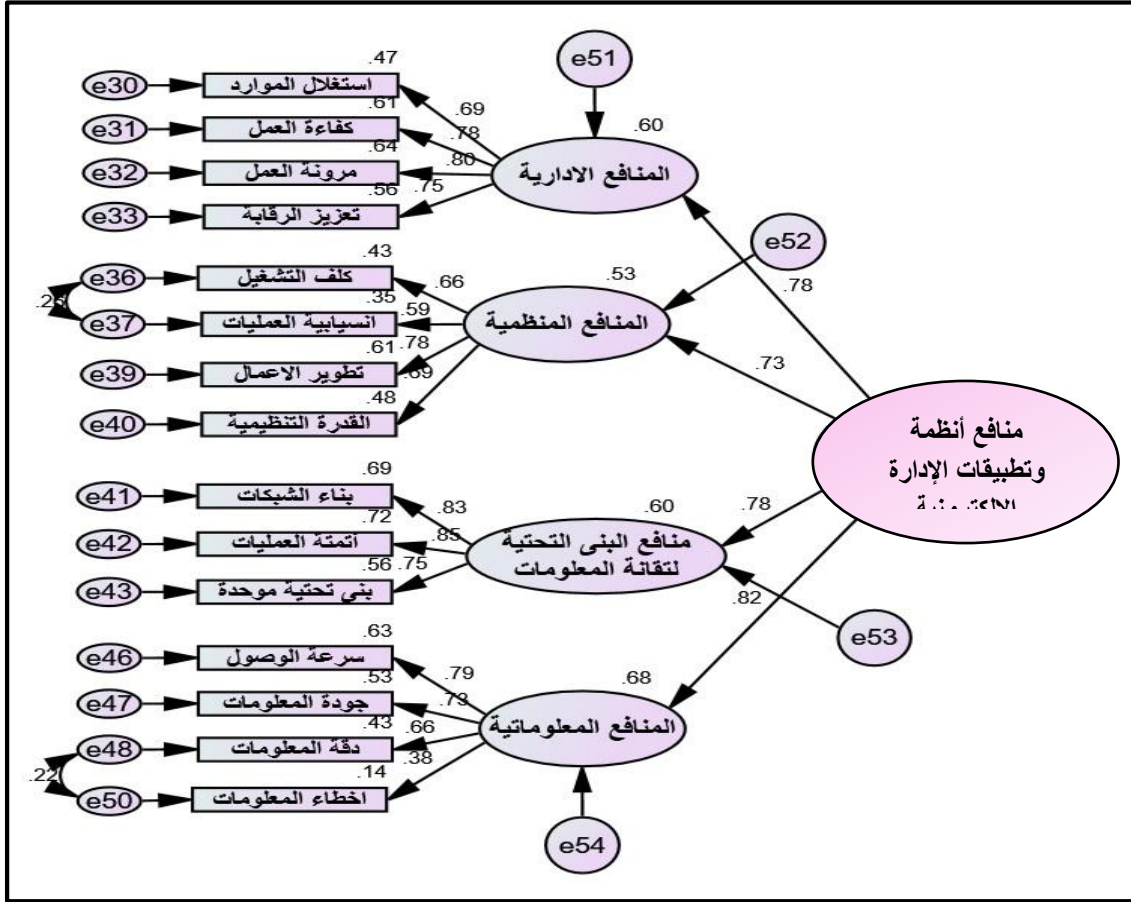 .47
e30
استغلال الموارد
.69
.61
e31
كفاءة العمل
.78
.64
e32
مرونة العمل
.80
.56
e33
تعزيز الرقابة
.75
e51
.60
المنافع الادارية
.78
e52
.43
e36
كلف التشغيل
.66
.35
e37
انسيابية العمليات
.59
.61
e39
تطوير الاعمال
.78
.48
e40
القدرة التنظيمية
.69
.53
المنافع المنظمية
.73
منافع أنظمة
وتطبيقات الإدارة
.69
e41
بناء الشبكات
.83
.72
e42
اتمتة العمليات
.85
.56
e43
بنى تحتية موحدة
.75
.60
منافع البنى التحتية
لتقانة المعلومات
.78
e53
.63
e46
سرعة الوصول
.79
.53
e47
جودة المعلومات
.73
.43
e48
دقة المعلومات
.66
.22
.14
e50
اخطاء المعلومات
.38
.68
المنافع المعلوماتية
.82
e54